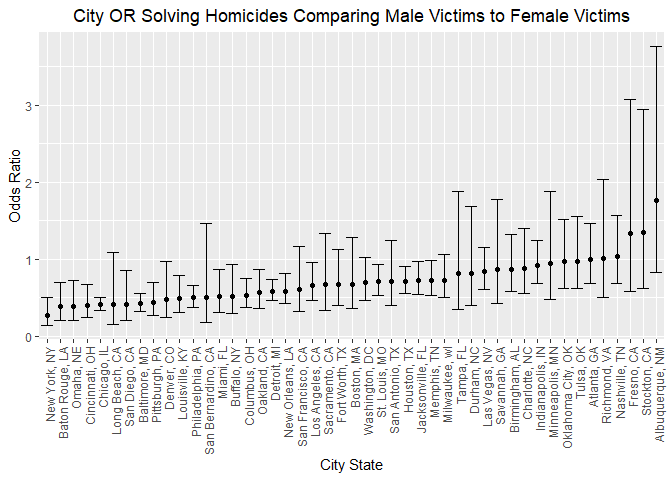 City OR Solving Homicides Comparing Male Victims to Female Victims
Odds Ratio
3
2
1
0
New York, NY
Baton Rouge, LA
Omaha, NE
Cincinnati, OH
Chicago, IL
Long Beach, CA
San Diego, CA
Baltimore, MD
Pittsburgh, PA
Denver, CO
Louisville, KY
Philadelphia, PA
San Bernardino, CA
Miami, FL
Buffalo, NY
Columbus, OH
Oakland, CA
Detroit, MI
New Orleans, LA
San Francisco, CA
Los Angeles, CA
Sacramento, CA
Fort Worth, TX
Boston, MA
Washington, DC
St. Louis, MO
San Antonio, TX
Houston, TX
Jacksonville, FL
Memphis, TN
Milwaukee, wI
Tampa, FL
Durham, NC
Las Vegas, NV
Savannah, GA
Birmingham, AL
Charlotte, NC
Indianapolis, IN
Minneapolis, MN
Oklahoma City, OK
Tulsa, OK
Atlanta, GA
Richmond, VA
Nashville, TN
Fresno, CA
Stockton, CA
Albuquerque, NM
City State